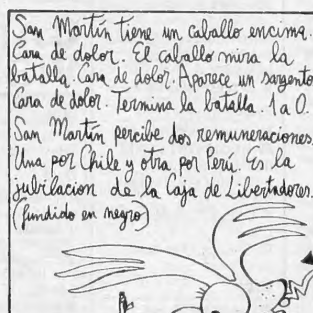 San Martín tiene un caballo encima.
Cara de dolor. El caballo mira la
batalla. Cara de dolor. Aparece un sargento
Cara de dolor. Termina la batalla. 1 a 0.
San Martín percibe dos remuneraciones.
Una por Chile y otra por Perú. Es la
jubilacion de la Caja de Libertadores.
(fundido en negro)